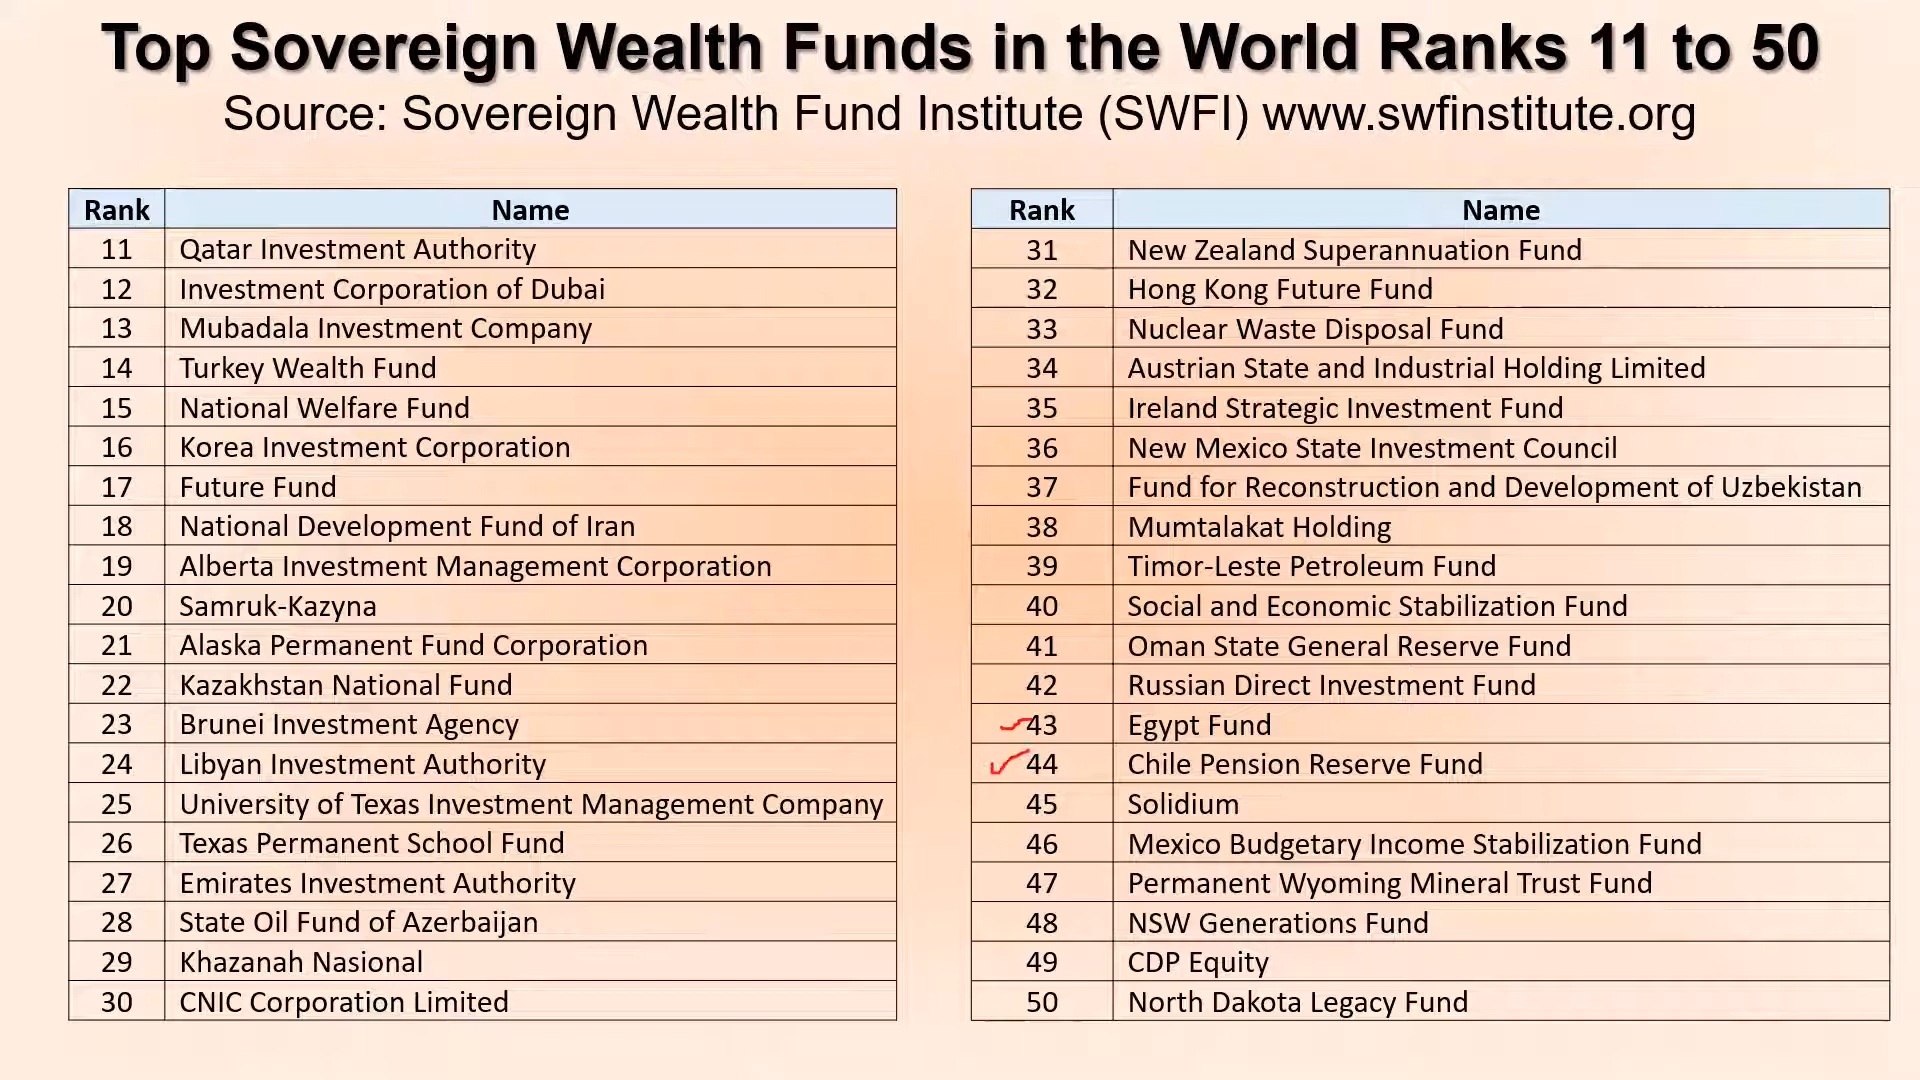 Top Sovereign Wealth Funds in the World Ranks 11 to 50
Source: Sovereign Wealth Fund Institute (SWFI) www.swfinstitute.org
Rank Name
11 Qatar Investment Authority
12 Investment Corporation of Dubai
13 Mubadala Investment Company
14 Turkey Wealth Fund
15 National Welfare Fund
16 Korea Investment Corporation
17 Future Fund
18 National Development Fund of Iran
19 Alberta Investment Management Corporation
20 Samruk-Kazyna
21 Alaska Permanent Fund Corporation
22 Kazakhstan National Fund
23 Brunei Investment Agency
24 Libyan Investment Authority
25 University of Texas Investment Management Company
26 Texas Permanent School Fund
27 Emirates Investment Authority
28 State Oil Fund of Azerbaijan
29 Khazanah Nasional
30 CNIC Corporation Limited
Rank Name
31 New Zealand Superannuation Fund
32 Hong Kong Future Fund
33 Nuclear Waste Disposal Fund
34 Austrian State and Industrial Holding Limited
35 Ireland Strategic Investment Fund
36 New Mexico State Investment Council
37 Fund for Reconstruction and Development of Uzbekistan
38 Mumtalakat Holding
39 Timor-Leste Petroleum Fund
40 Social and Economic Stabilization Fund
41 Oman State General Reserve Fund
42 Russian Direct Investment Fund
43 Egypt Fund
44 Chile Pension Reserve Fund
45 Solidium
46 Mexico Budgetary Income Stabilization Fund
47 Permanent Wyoming Mineral Trust Fund
48 NSW Generations Fund
49 CDP Equity
50 North Dakota Legacy Fund